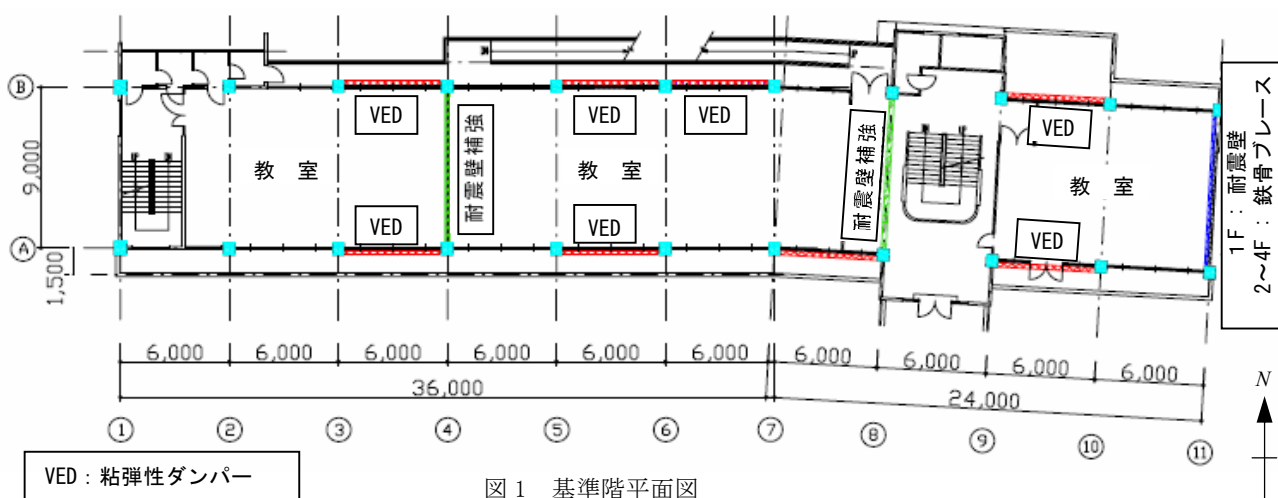 B
VED
VED
VED
VED
耐震壁補強
耐震壁補強
教 室
教 室
教 室
1F：耐震壁
2～4F：鉄骨ブレース
9,000
VED
VED
VED
A
1,500
6,000
6,000
6,000
6,000
6,000
6,000
6,000
6,000
6,000
6,000
36,000
24,000
N
1
2
3
4
5
6
7
8
9
10
11
VED：粘弾性ダンパー
図1 基準階平面図